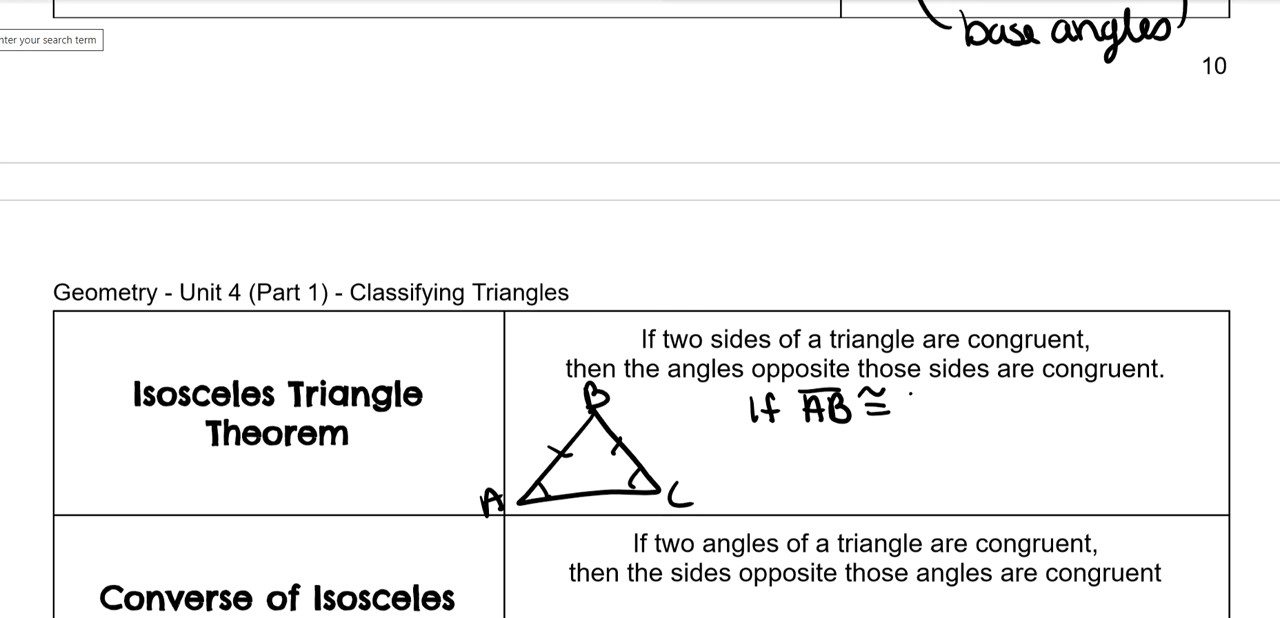 base angles
nter your search term
10
Geometry - Unit 4 (Part 1) - Classifying Triangles
Isosceles Triangle
Theorem
If two sides of a triangle are congruent,
then the angles opposite those sides are congruent.
If A̅B̅ ≅
B
A
C
Converse of Isosceles
If two angles of a triangle are congruent,
then the sides opposite those angles are congruent